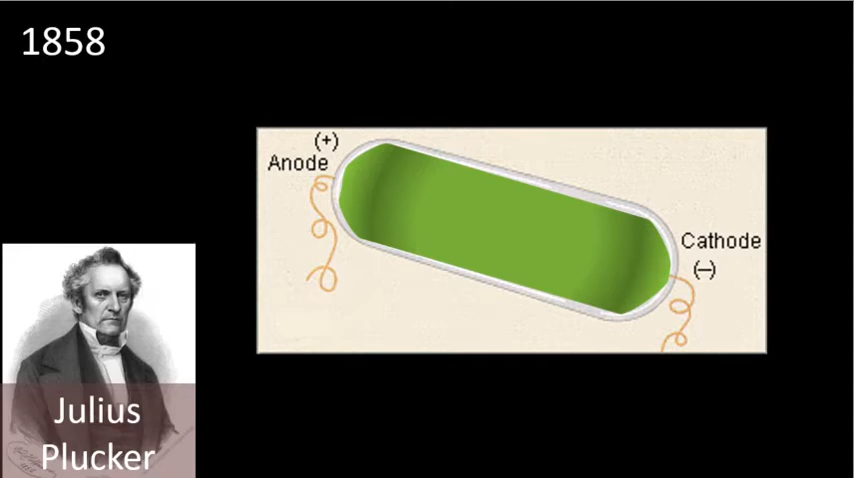 1858
(+)
Anode
Cathode
(–)
Julius
Plucker